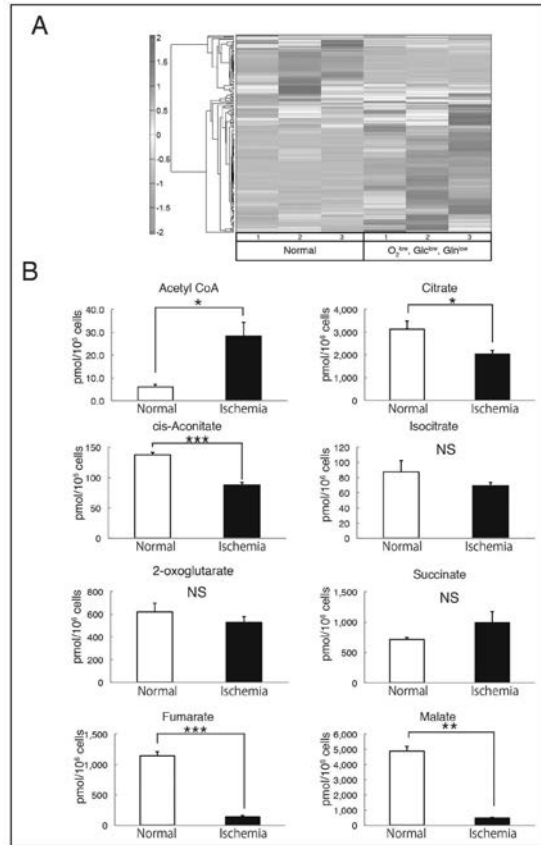 A
2
1.5
1
0.5
0
-0.5
-1
-1.5
-2
1 2 3 1 2 3
Normal O₂ˡᵒʷ, Glcˡᵒʷ, Glnˡᵒʷ
B
Acetyl CoA
*
pmol/10⁶ cells
40.0
30.0
20.0
10.0
0.0
Normal Ischemia
Citrate
*
pmol/10⁶ cells
4,000
3,000
2,000
1,000
0
Normal Ischemia
cis-Aconitate
***
pmol/10⁶ cells
150
100
50
0
Normal Ischemia
Isocitrate
NS
pmol/10⁶ cells
120
100
80
60
40
20
0
Normal Ischemia
2-oxoglutarate
NS
pmol/10⁶ cells
800
600
400
200
0
Normal Ischemia
Succinate
NS
pmol/10⁶ cells
1,500
1,000
500
0
Normal Ischemia
Fumarate
***
pmol/10⁶ cells
1,500
1,000
500
0
Normal Ischemia
Malate
**
pmol/10⁶ cells
6,000
5,000
4,000
3,000
2,000
1,000
0
Normal Ischemia